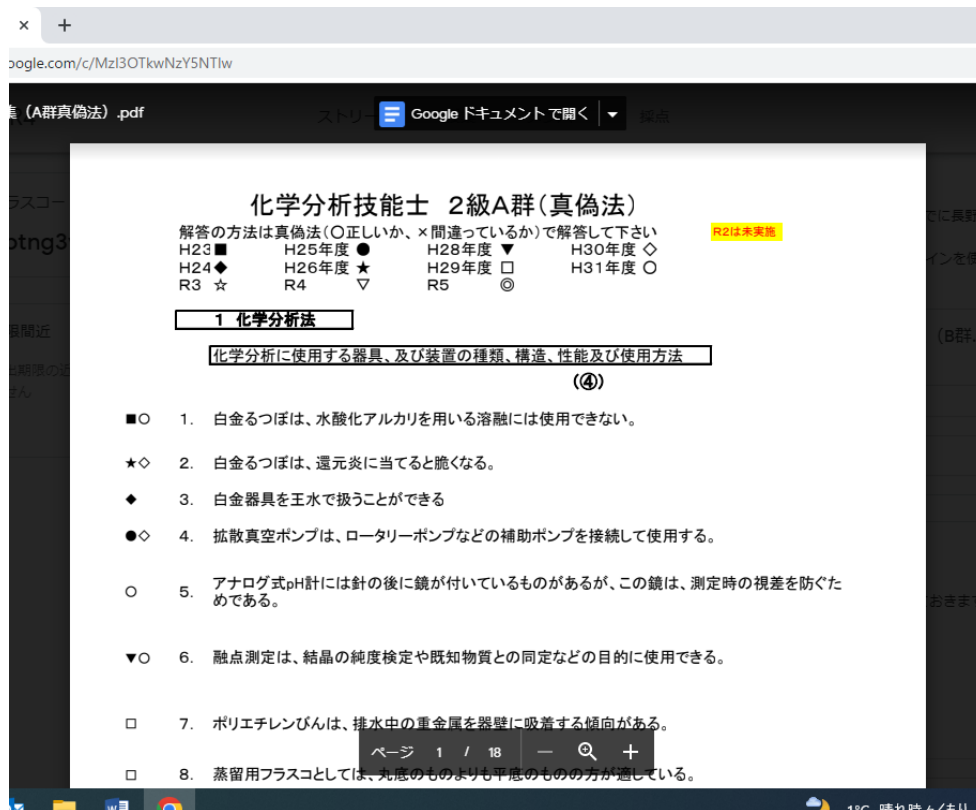 × +
oogle.com/c/MzI3OTkwNzY5NTIw
集（A群真偽法）.pdf
ストリー
Google ドキュメント で開く
採点
化学分析技能士 2級A群（真偽法）
解答の方法は真偽法（○正しいか、×間違っているか）で解答して下さい
R2は未実施
H23■ H25年度 ● H28年度 ▼ H30年度 ◇
H24◆ H26年度 ★ H29年度 □ H31年度 ○
R3 ☆ R4 ▽ R5 ◎
1 化学分析法
化学分析に使用する器具、及び装置の種類、構造、性能及び使用方法
（④）
■○ 1. 白金るつぼは、水酸化アルカリを用いる溶融には使用できない。
★◇ 2. 白金るつぼは、還元炎に当てると脆くなる。
◆ 3. 白金器具を王水で扱うことができる
●◇ 4. 拡散真空ポンプは、ロータリーポンプなどの補助ポンプを接続して使用する。
○ 5. アナログ式pH計には針の後に鏡が付いているものがあるが、この鏡は、測定時の視差を防ぐた
めである。
▼○ 6. 融点測定は、結晶の純度検定や既知物質との同定などの目的に使用できる。
□ 7. ポリエチレンびんは、排水中の重金属を器壁に吸着する傾向がある。
ページ 1 / 18 − +
□ 8. 蒸留用フラスコとしては、丸底のものよりも平底のものの方が適している。
1°C 晴れ時々くもり